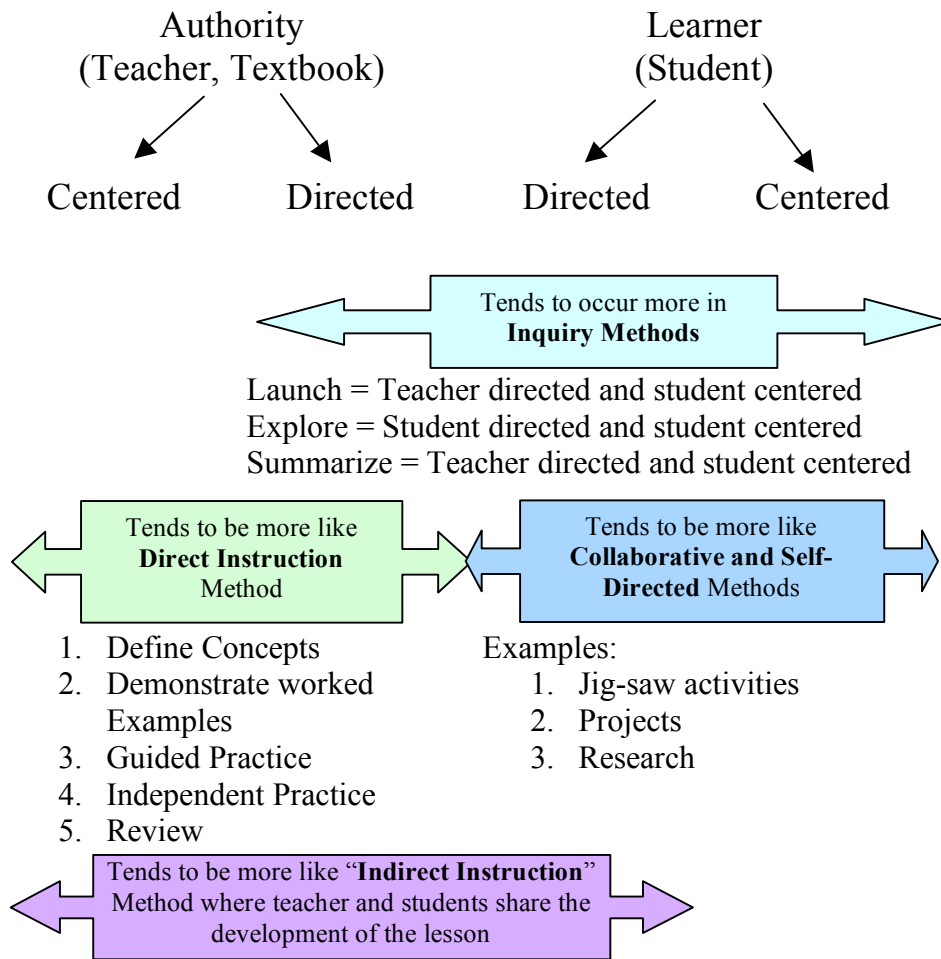 Authority
(Teacher, Textbook)
Learner
(Student)
Centered
Directed
Directed
Centered
Tends to occur more in
Inquiry Methods
Launch = Teacher directed and student centered
Explore = Student directed and student centered
Summarize = Teacher directed and student centered
Tends to be more like
Direct Instruction
Method
1. Define Concepts
2. Demonstrate worked
Examples
3. Guided Practice
4. Independent Practice
5. Review
Tends to be more like
Collaborative and Self-
Directed Methods
Examples:
1. Jig-saw activities
2. Projects
3. Research
Tends to be more like “Indirect Instruction”
Method where teacher and students share the
development of the lesson